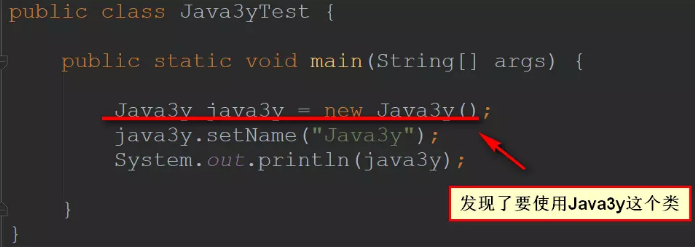 public class Java3yTest {
public static void main(String[] args) {
Java3y java3y = new Java3y();
java3y.setName("Java3y");
System.out.println(java3y);
发现了要使用Java3y这个类
}
}